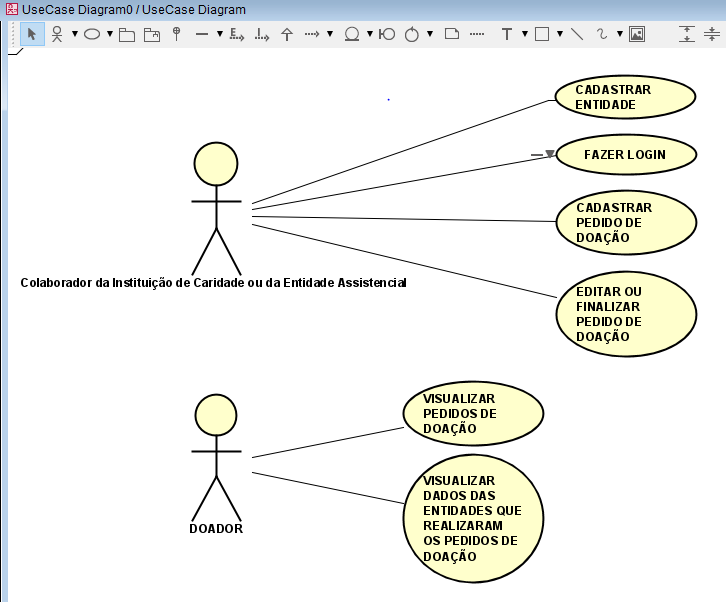 UseCase Diagram0 / UseCase Diagram
CADASTRAR
ENTIDADE
FAZER LOGIN
CADASTRAR
PEDIDO DE
DOAÇÃO
EDITAR OU
FINALIZAR
PEDIDO DE
DOAÇÃO
Colaborador da Instituição de Caridade ou da Entidade Assistencial
VISUALIZAR
PEDIDOS DE
DOAÇÃO
VISUALIZAR
DADOS DAS
ENTIDADES QUE
REALIZARAM
OS PEDIDOS DE
DOAÇÃO
DOADOR